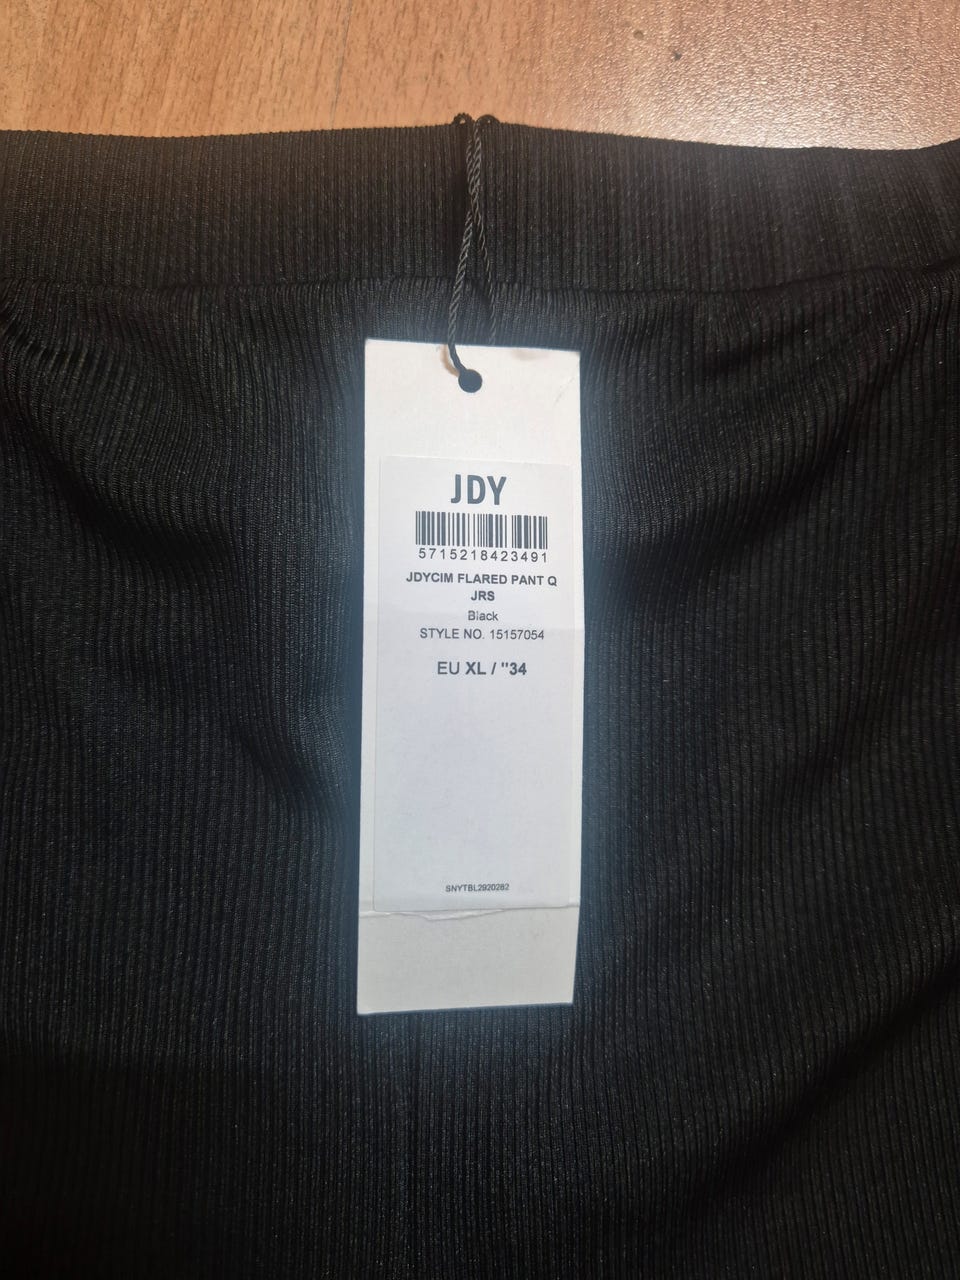 JDY
5715218423491
JDYCIM FLARED PANT Q
JRS
Black
STYLE NO. 15157054
EU XL / "34
SNYTBL2920282